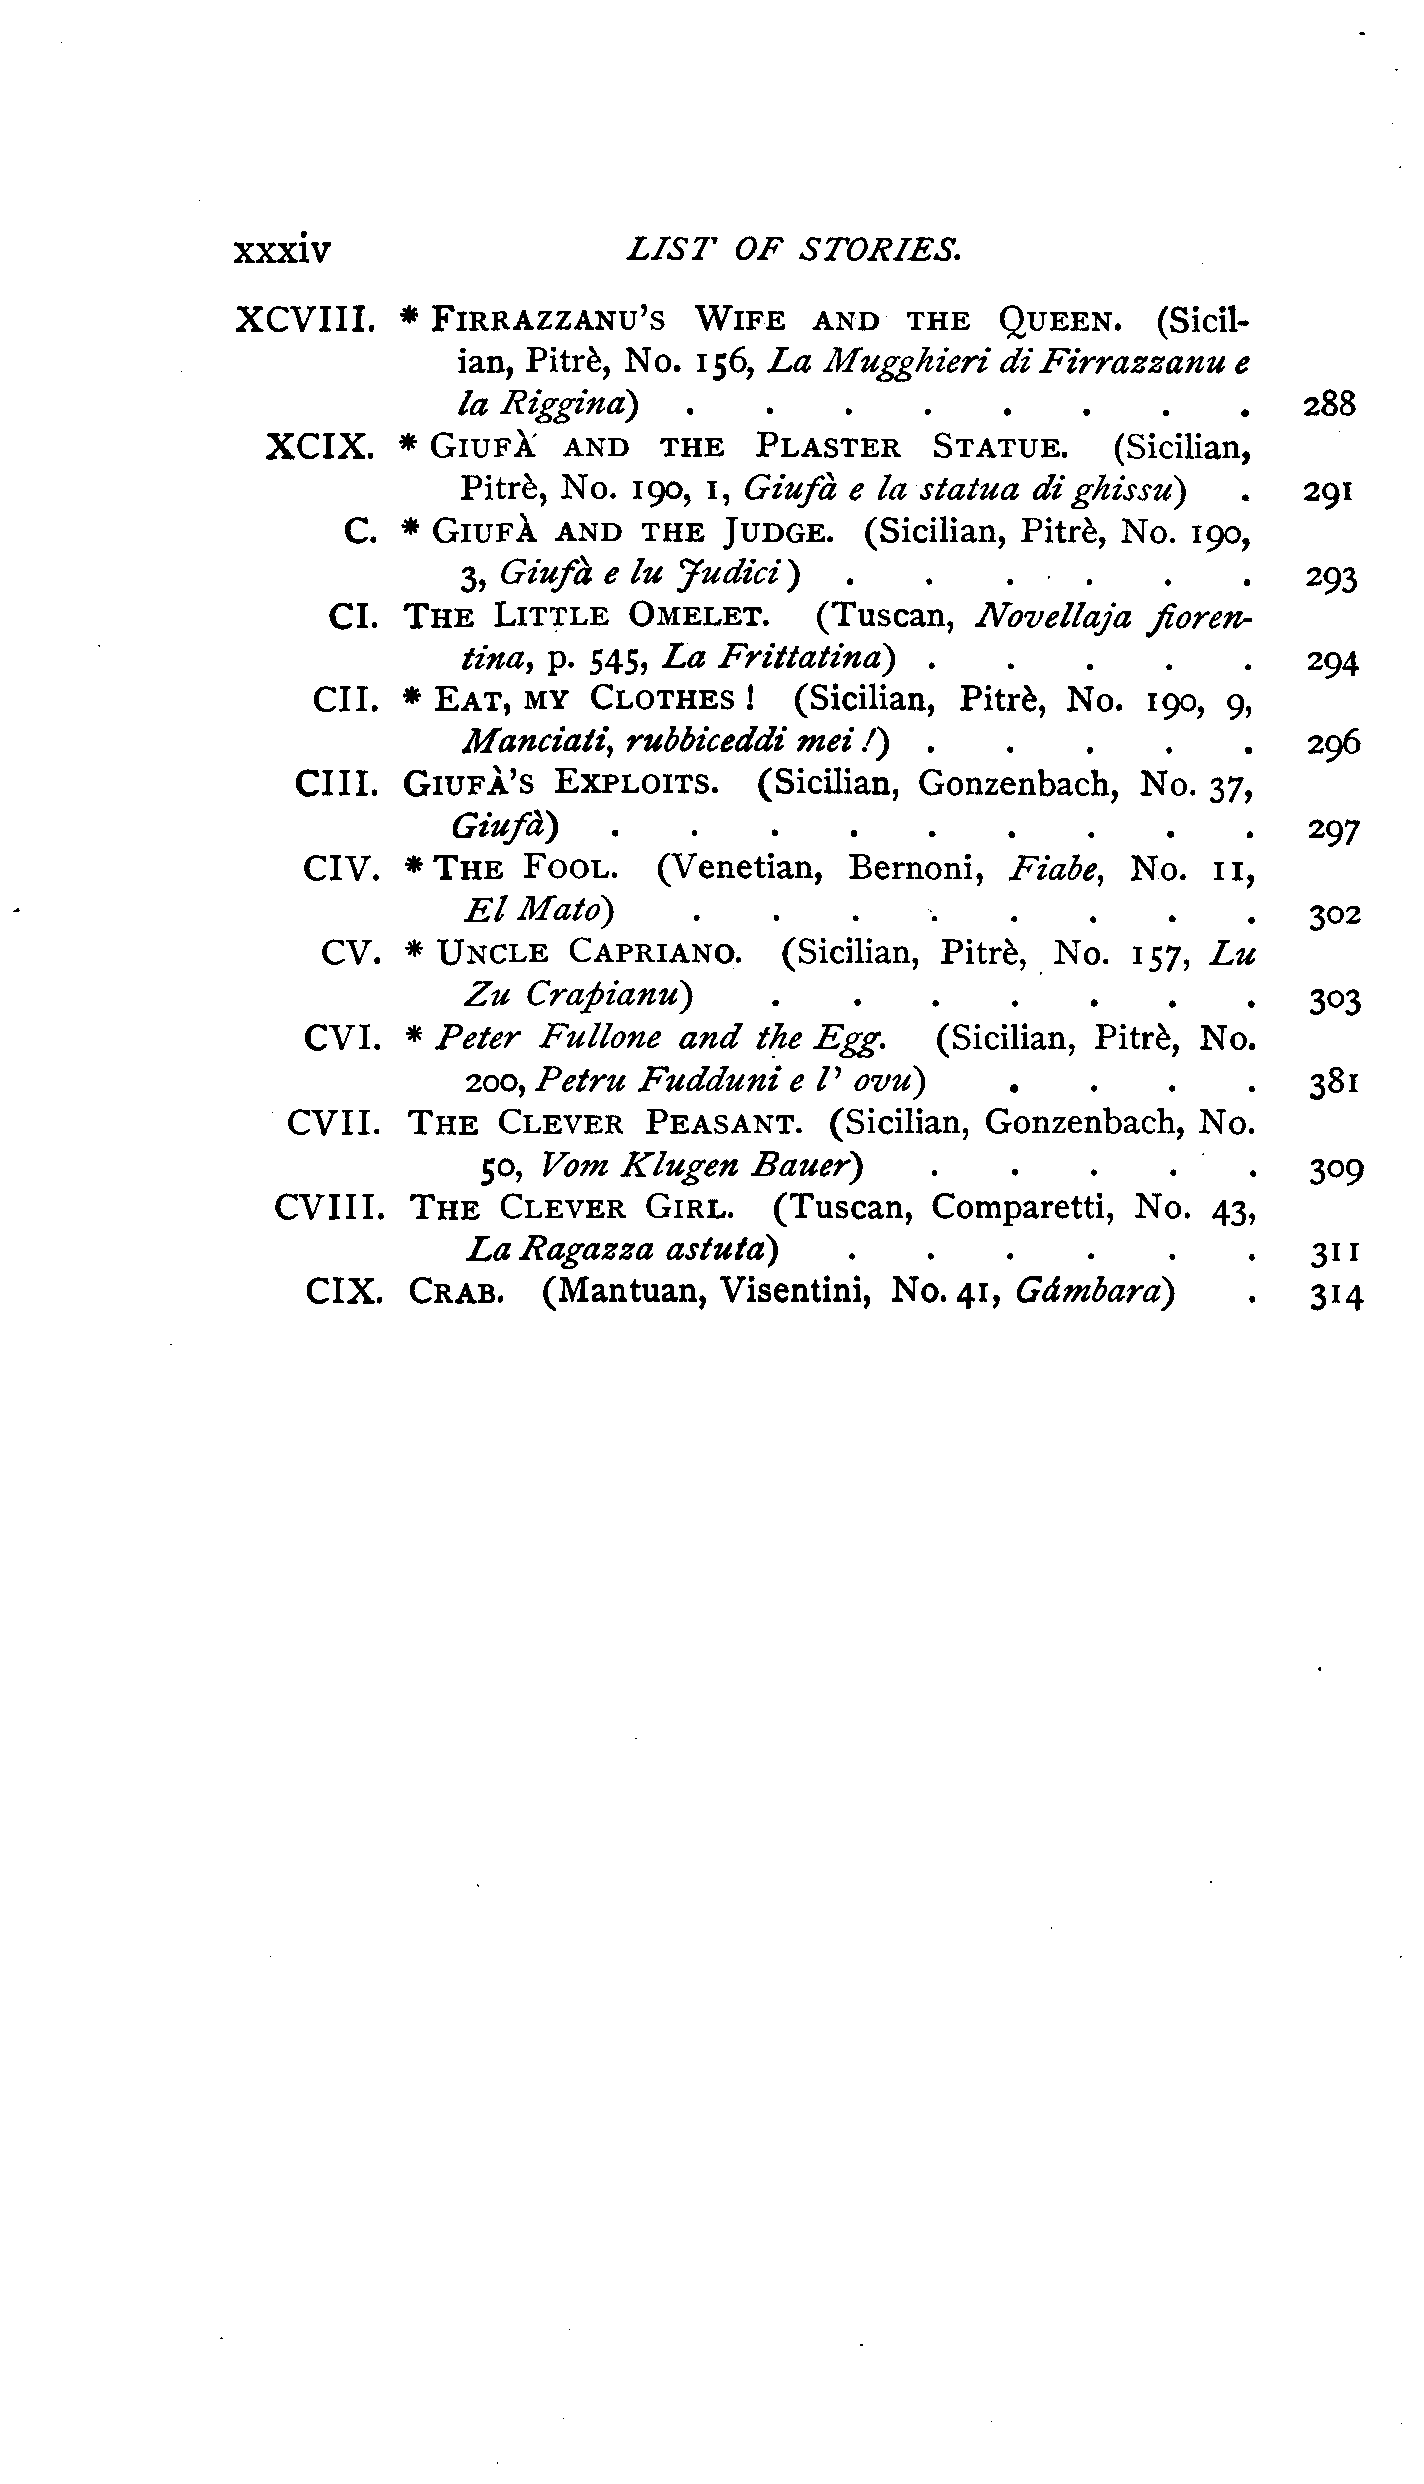 xxxiv LIST OF STORIES.
XCVIII. * FIRRAZZANU'S WIFE AND THE QUEEN. (Sicil-
ian, Pitrè, No. 156, La Mugghieri di Firrazzanu e
la Riggina) . . . . . . . . 288
XCIX. * GIUFÀ AND THE PLASTER STATUE. (Sicilian,
Pitrè, No. 190, 1, Giufà e la statua di ghissu) . 291
C. * GIUFÀ AND THE JUDGE. (Sicilian, Pitrè, No. 190,
3, Giufà e lu Judici) . . . . . . 293
CI. THE LITTLE OMELET. (Tuscan, Novellaja fioren-
tina, p. 545, La Frittatina) . . . . . 294
CII. * EAT, MY CLOTHES! (Sicilian, Pitrè, No. 190, 9,
Manciati, rubbiceddi mei!) . . . . . 296
CIII. GIUFÀ'S EXPLOITS. (Sicilian, Gonzenbach, No. 37,
Giufà) . . . . . . . . . 297
CIV. * THE FOOL. (Venetian, Bernoni, Fiabe, No. 11,
El Mato) . . . . . . . . 302
CV. * UNCLE CAPRIANO. (Sicilian, Pitrè, No. 157, Lu
Zu Crapianu) . . . . . . . 303
CVI. * Peter Fullone and the Egg. (Sicilian, Pitrè, No.
200, Petru Fudduni e l' ovu) . . . . 381
CVII. THE CLEVER PEASANT. (Sicilian, Gonzenbach, No.
50, Vom Klugen Bauer) . . . . . 309
CVIII. THE CLEVER GIRL. (Tuscan, Comparetti, No. 43,
La Ragazza astuta) . . . . . . 311
CIX. CRAB. (Mantuan, Visentini, No. 41, Gámbara) . 314